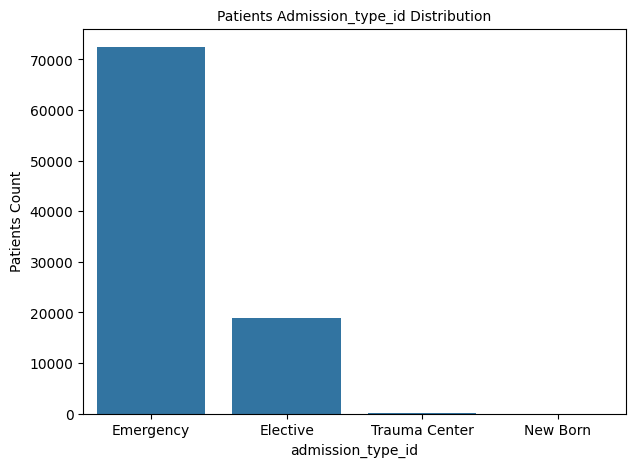 Patients Admission_type_id Distribution
Patients Count
70000
60000
50000
40000
30000
20000
10000
0
Emergency Elective Trauma Center New Born
admission_type_id